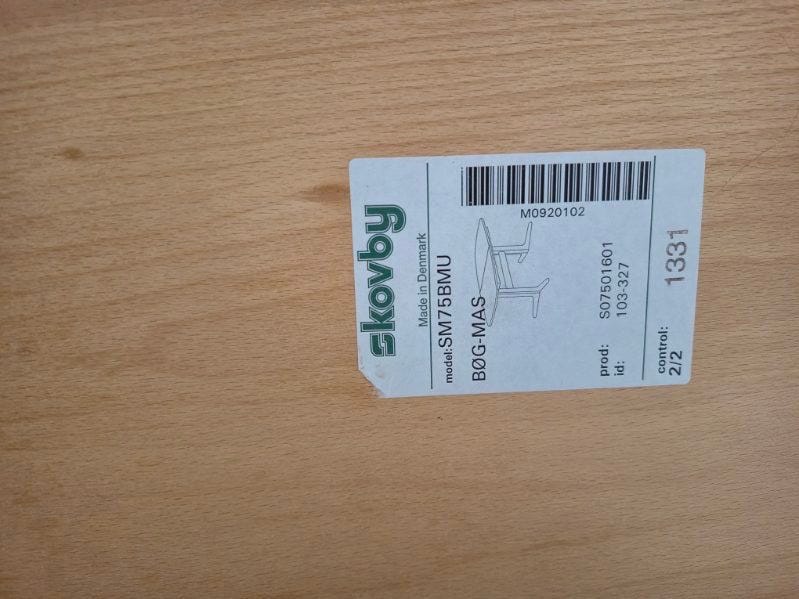 skovby
Made in Denmark
model:SM75BMU
BØG-MAS
M0920102
prod: S07501601
id: 103-327
control:
2/2 1331